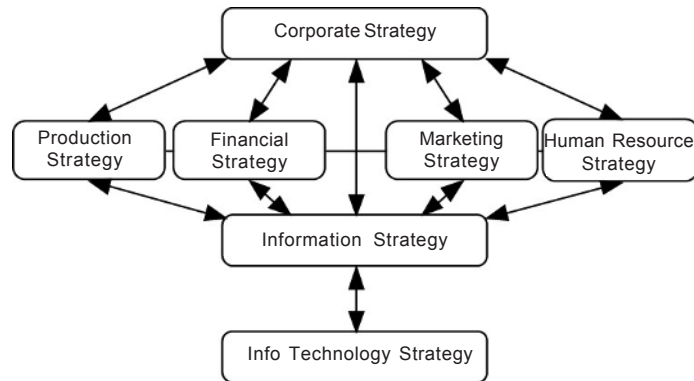 Corporate Strategy
Production
Strategy
Financial
Strategy
Marketing
Strategy
Human Resource
Strategy
Information Strategy
Info Technology Strategy